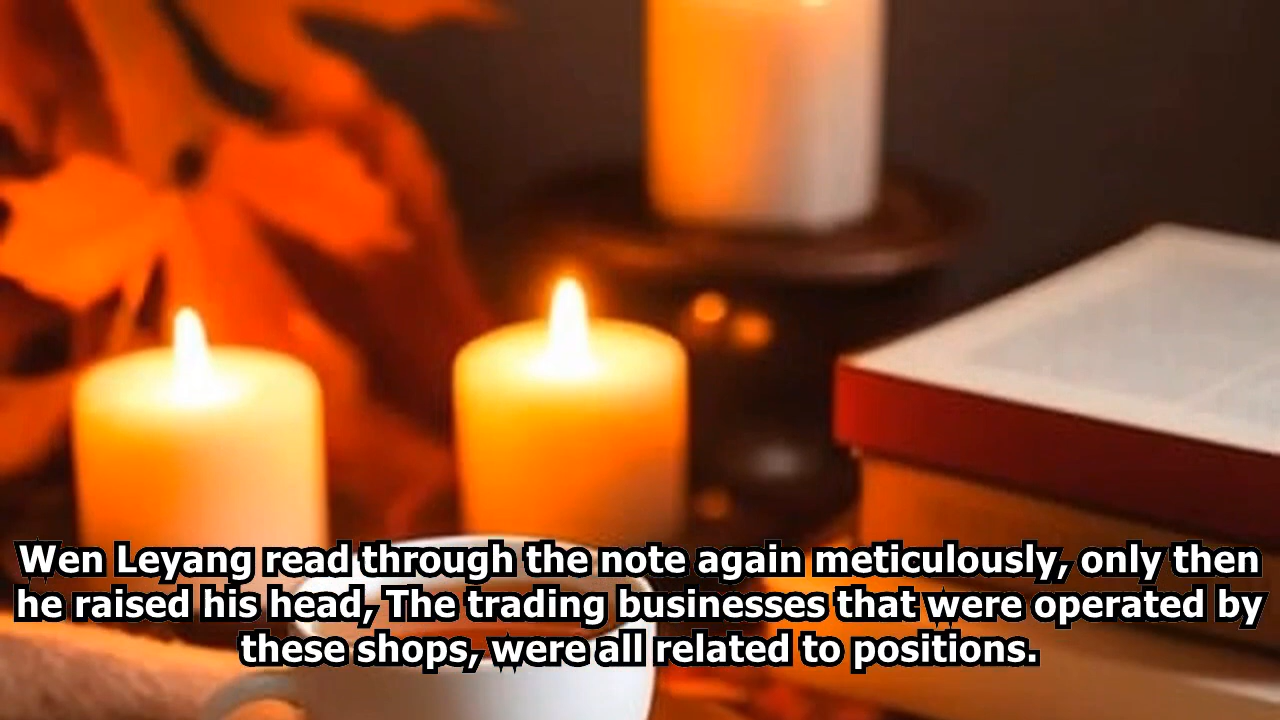 Wen Leyang read through the note again meticulously, only then
he raised his head, The trading businesses that were operated by
these shops, were all related to positions.